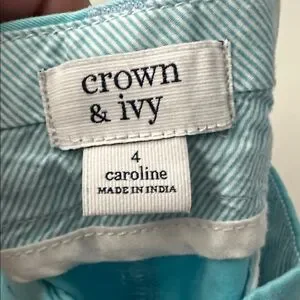 crown
& ivy
4
caroline
MADE IN INDIA